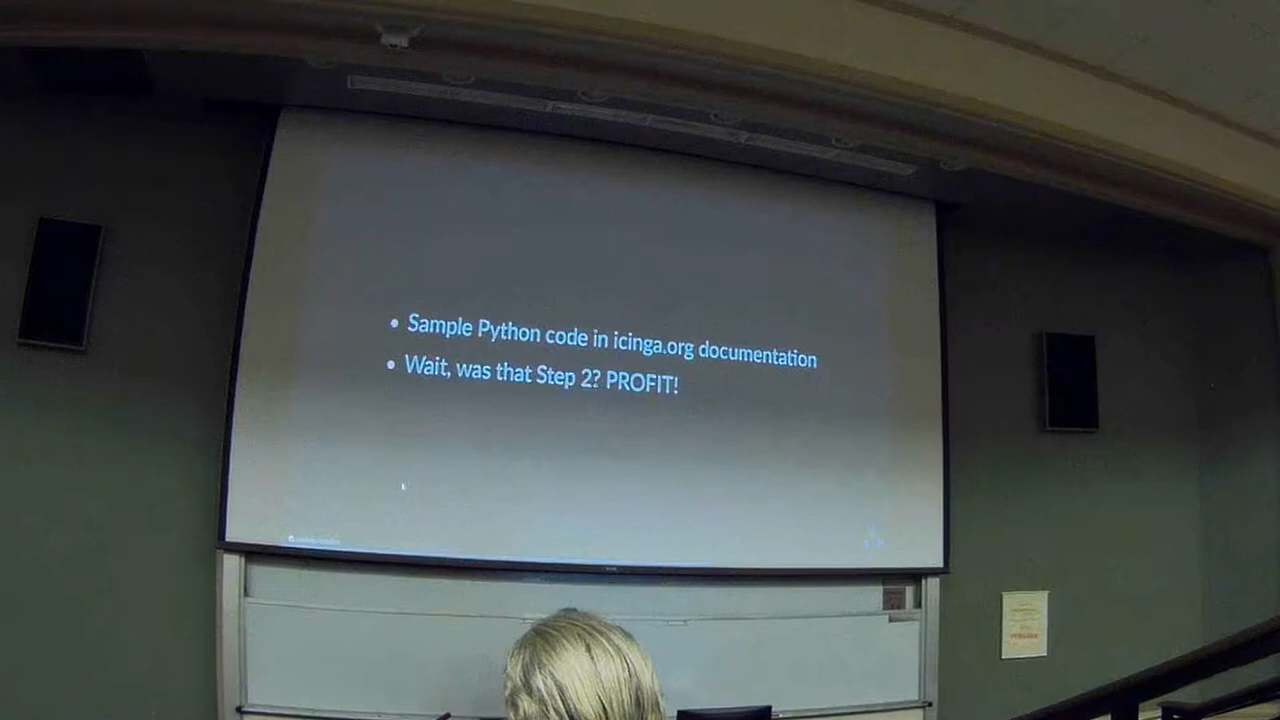 • Sample Python code in icinga.org documentation
• Wait, was that Step 2? PROFIT!